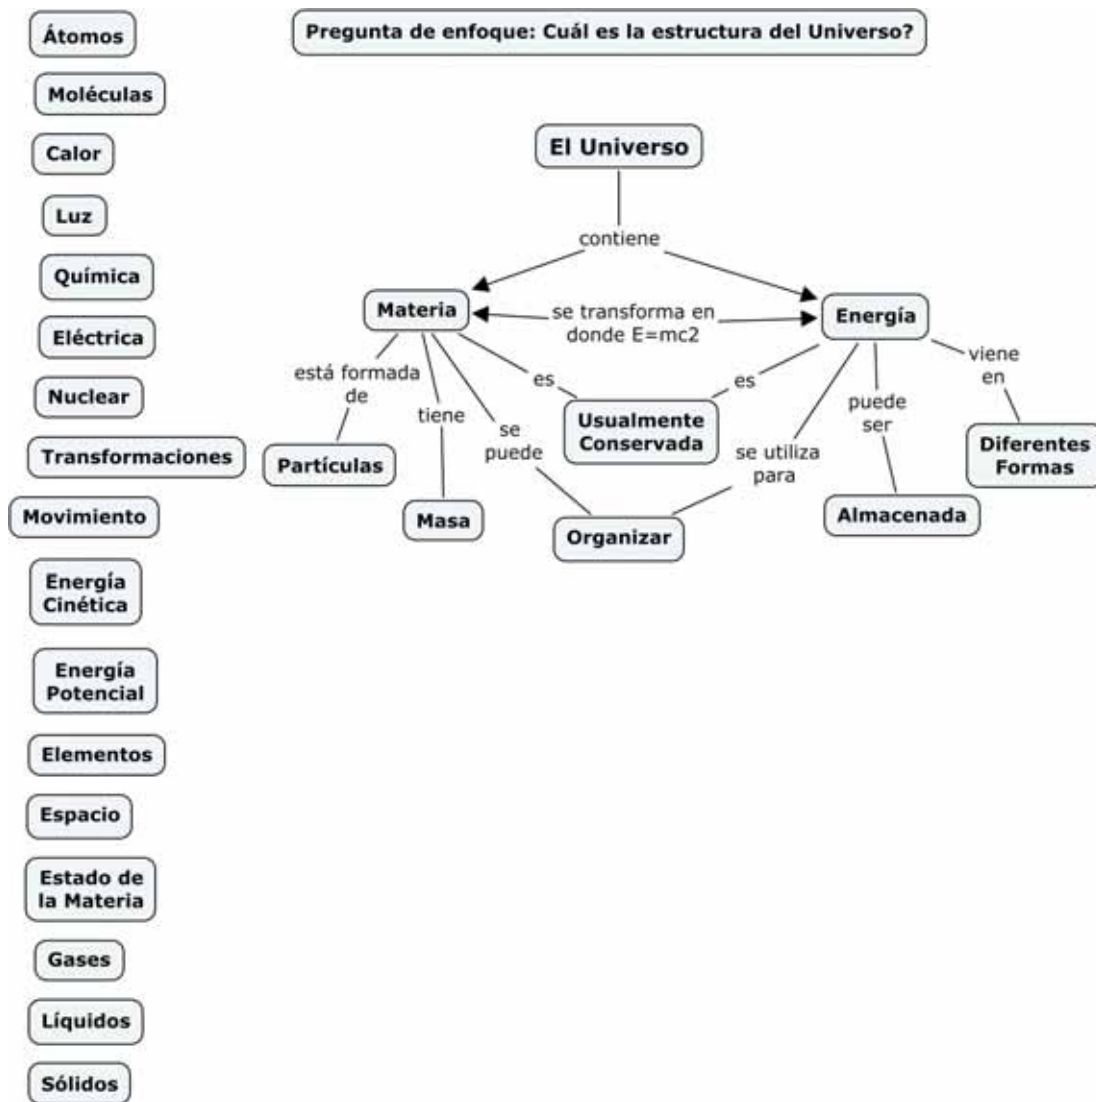 Pregunta de enfoque: Cuál es la estructura del Universo?
Átomos
Moléculas
Calor
Luz
Química
Eléctrica
Nuclear
Transformaciones
Movimiento
Energía
Cinética
Energía
Potencial
Elementos
Espacio
Estado de
la Materia
Gases
Líquidos
Sólidos
El Universo
contiene
Materia
se transforma en
donde E=mc2
Energía
está formada
de
tiene
se
puede
es
es
se utiliza
para
puede
ser
viene
en
Partículas
Masa
Organizar
Usualmente
Conservada
Almacenada
Diferentes
Formas